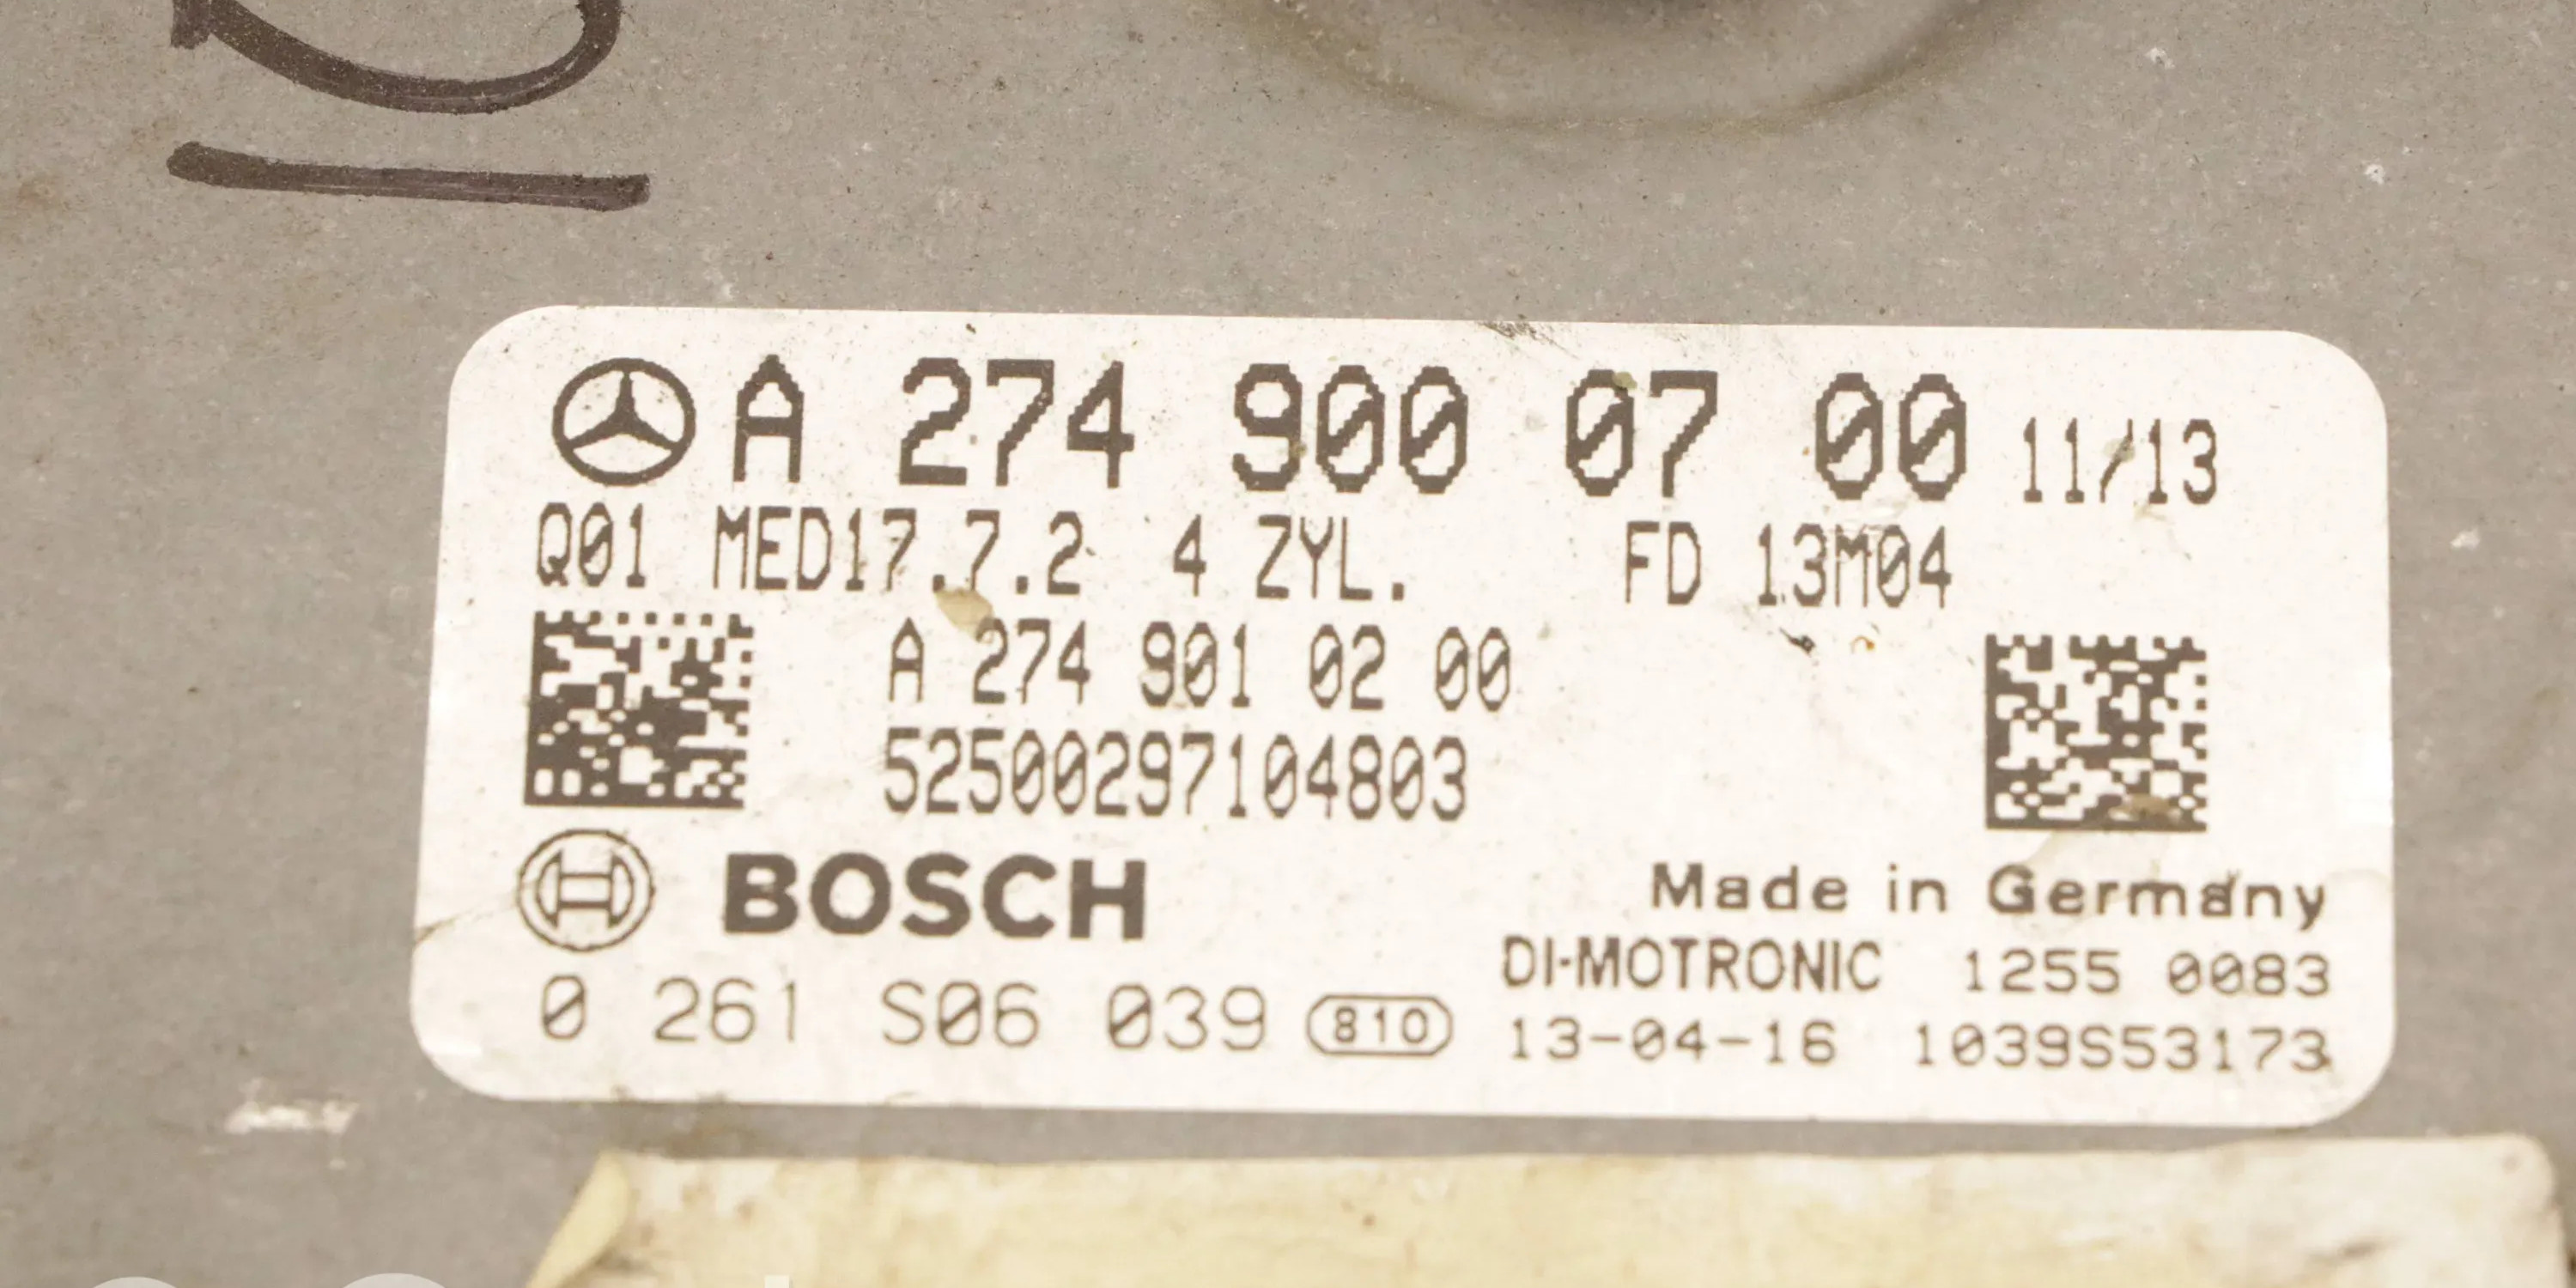 A 274 900 07 00 11/13
Q01 MED17.7.2 4 ZYL. FD 13M04
A 274 901 02 00
52500297104803
BOSCH
Made in Germany
DI-MOTRONIC 1255 0083
0 261 S06 039 810 13-04-16 1039S53173